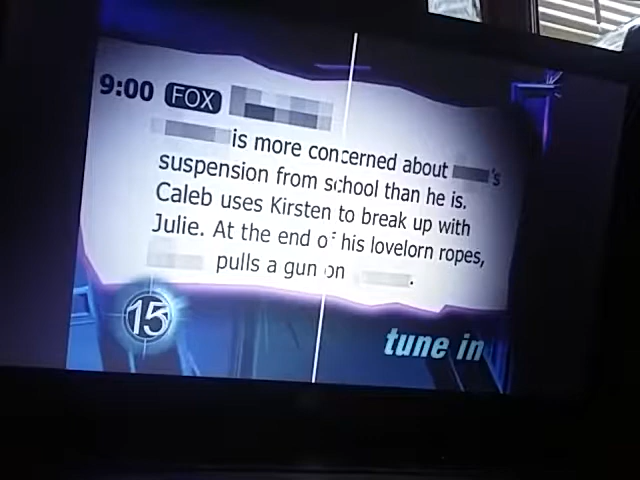 9:00 FOX
is more concerned about 's
suspension from school than he is.
Caleb uses Kirsten to break up with
Julie. At the end of his lovelorn ropes,
pulls a gun on .
15
tune in